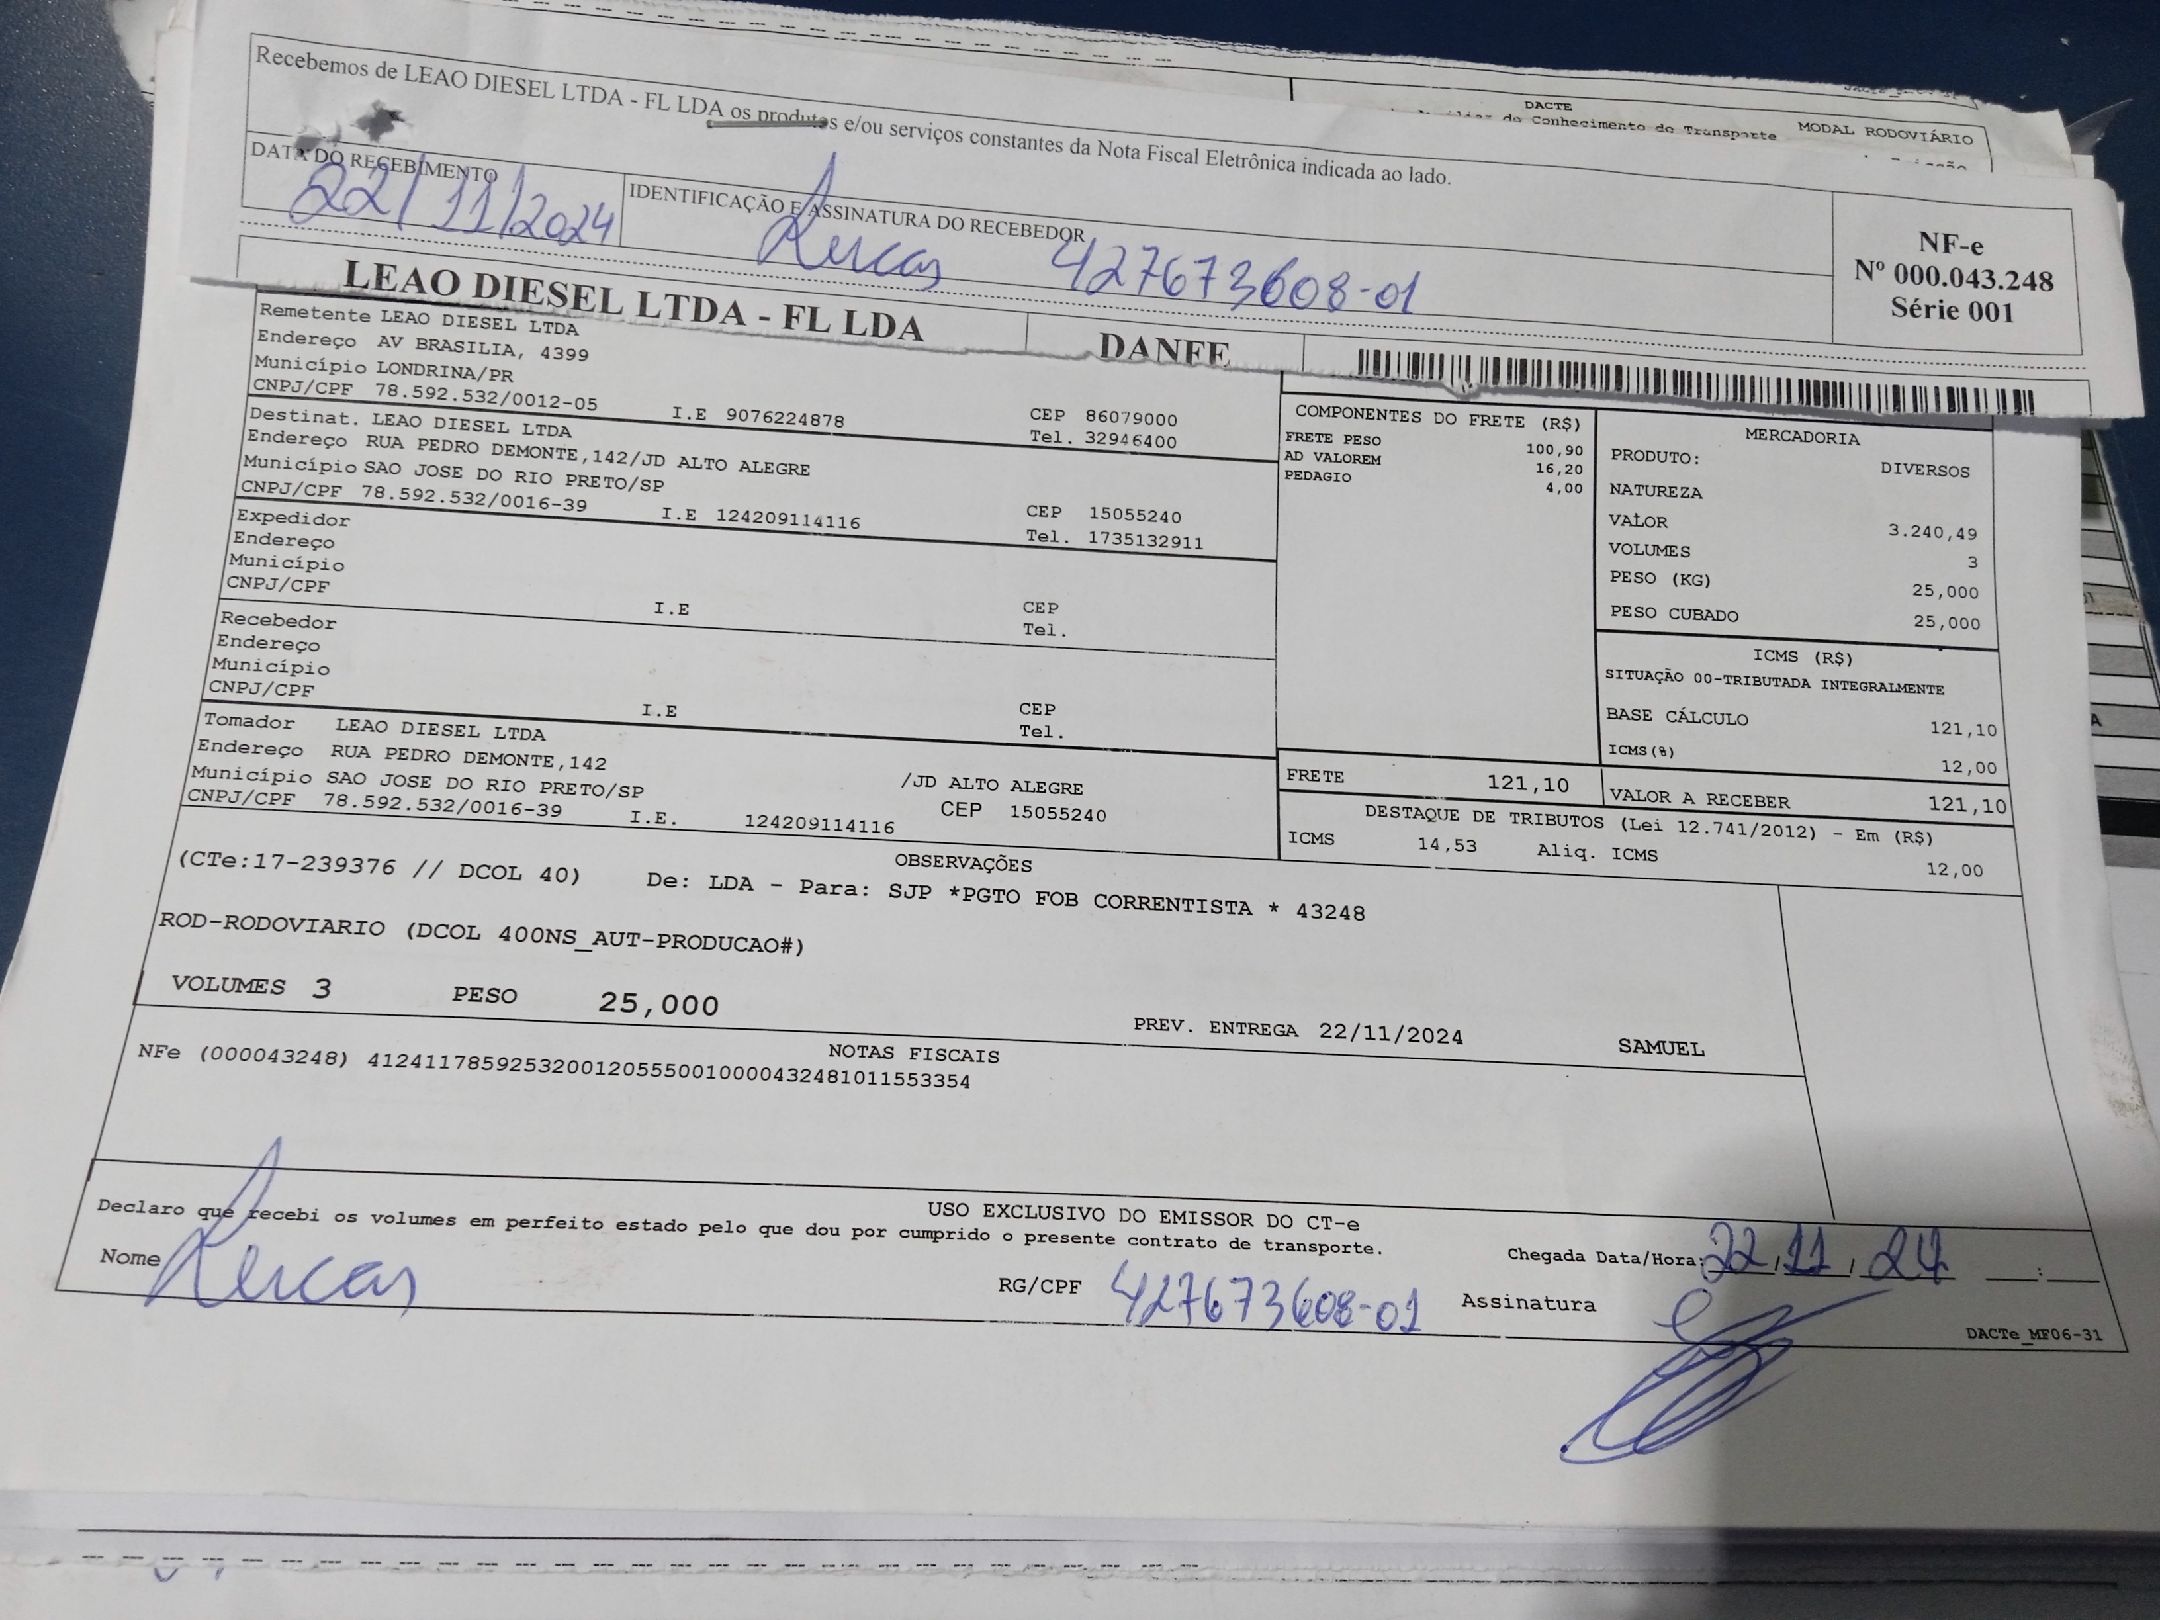 DACTE
MODAL RODOVIÁRIO
do Conhecimento de Transporte
Recebemos de LEAO DIESEL LTDA - FL LDA os produtos e/ou serviços constantes da Nota Fiscal Eletrônica indicada ao lado.
DATA DO RECEBIMENTO
22/11/2024
IDENTIFICAÇÃO E ASSINATURA DO RECEBEDOR
Lucas 427673608-01
NF-e
Nº 000.043.248
Série 001
LEAO DIESEL LTDA - FL LDA
DANFE
Remetente LEAO DIESEL LTDA
Endereço AV BRASILIA, 4399
Município LONDRINA/PR
CNPJ/CPF 78.592.532/0012-05 I.E 9076224878 CEP 86079000
Tel. 32946400
Destinat. LEAO DIESEL LTDA
Endereço RUA PEDRO DEMONTE,142/JD ALTO ALEGRE
Município SAO JOSE DO RIO PRETO/SP
CNPJ/CPF 78.592.532/0016-39 I.E 124209114116 CEP 15055240
Tel. 1735132911
Expedidor
Endereço
Município
CNPJ/CPF I.E CEP
Tel.
Recebedor
Endereço
Município
CNPJ/CPF I.E CEP
Tel.
Tomador LEAO DIESEL LTDA
Endereço RUA PEDRO DEMONTE,142 /JD ALTO ALEGRE
Município SAO JOSE DO RIO PRETO/SP CEP 15055240
CNPJ/CPF 78.592.532/0016-39 I.E. 124209114116
COMPONENTES DO FRETE (R$)
FRETE PESO 100,90
AD VALOREM 16,20
PEDAGIO 4,00
MERCADORIA
PRODUTO: DIVERSOS
NATUREZA
VALOR 3.240,49
VOLUMES 3
PESO (KG) 25,000
PESO CUBADO 25,000
ICMS (R$)
SITUAÇÃO 00-TRIBUTADA INTEGRALMENTE
BASE CÁLCULO 121,10
ICMS(%) 12,00
FRETE 121,10
VALOR A RECEBER 121,10
DESTAQUE DE TRIBUTOS (Lei 12.741/2012) - Em (R$)
ICMS 14,53 Aliq. ICMS 12,00
OBSERVAÇÕES
(CTe:17-239376 // DCOL 40) De: LDA - Para: SJP *PGTO FOB CORRENTISTA * 43248
ROD-RODOVIARIO (DCOL 400NS_AUT-PRODUCAO#)
VOLUMES 3 PESO 25,000 PREV. ENTREGA 22/11/2024 SAMUEL
NOTAS FISCAIS
NFe (000043248) 41241178592532001205550010000432481011553354
USO EXCLUSIVO DO EMISSOR DO CT-e
Declaro que recebi os volumes em perfeito estado pelo que dou por cumprido o presente contrato de transporte.
Chegada Data/Hora: 22/11/24 __:__
Nome Lucas RG/CPF 427673608-01 Assinatura
DACTe_MF06-31